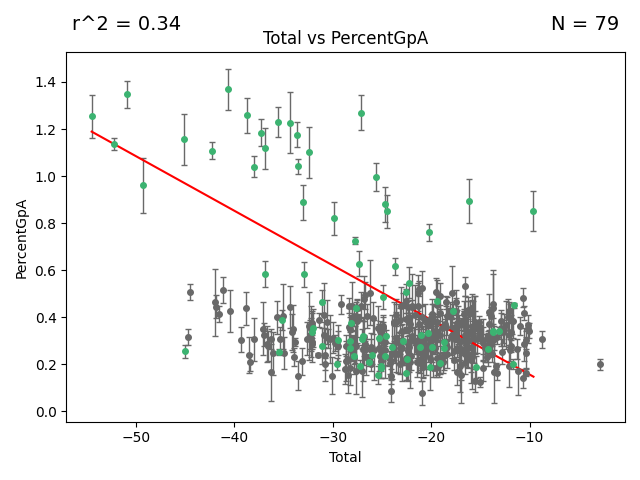 r^2 = 0.34
N = 79
Total vs PercentGpA
1.4
1.2
1.0
0.8
0.6
0.4
0.2
0.0
PercentGpA
−50
−40
−30
−20
−10
Total